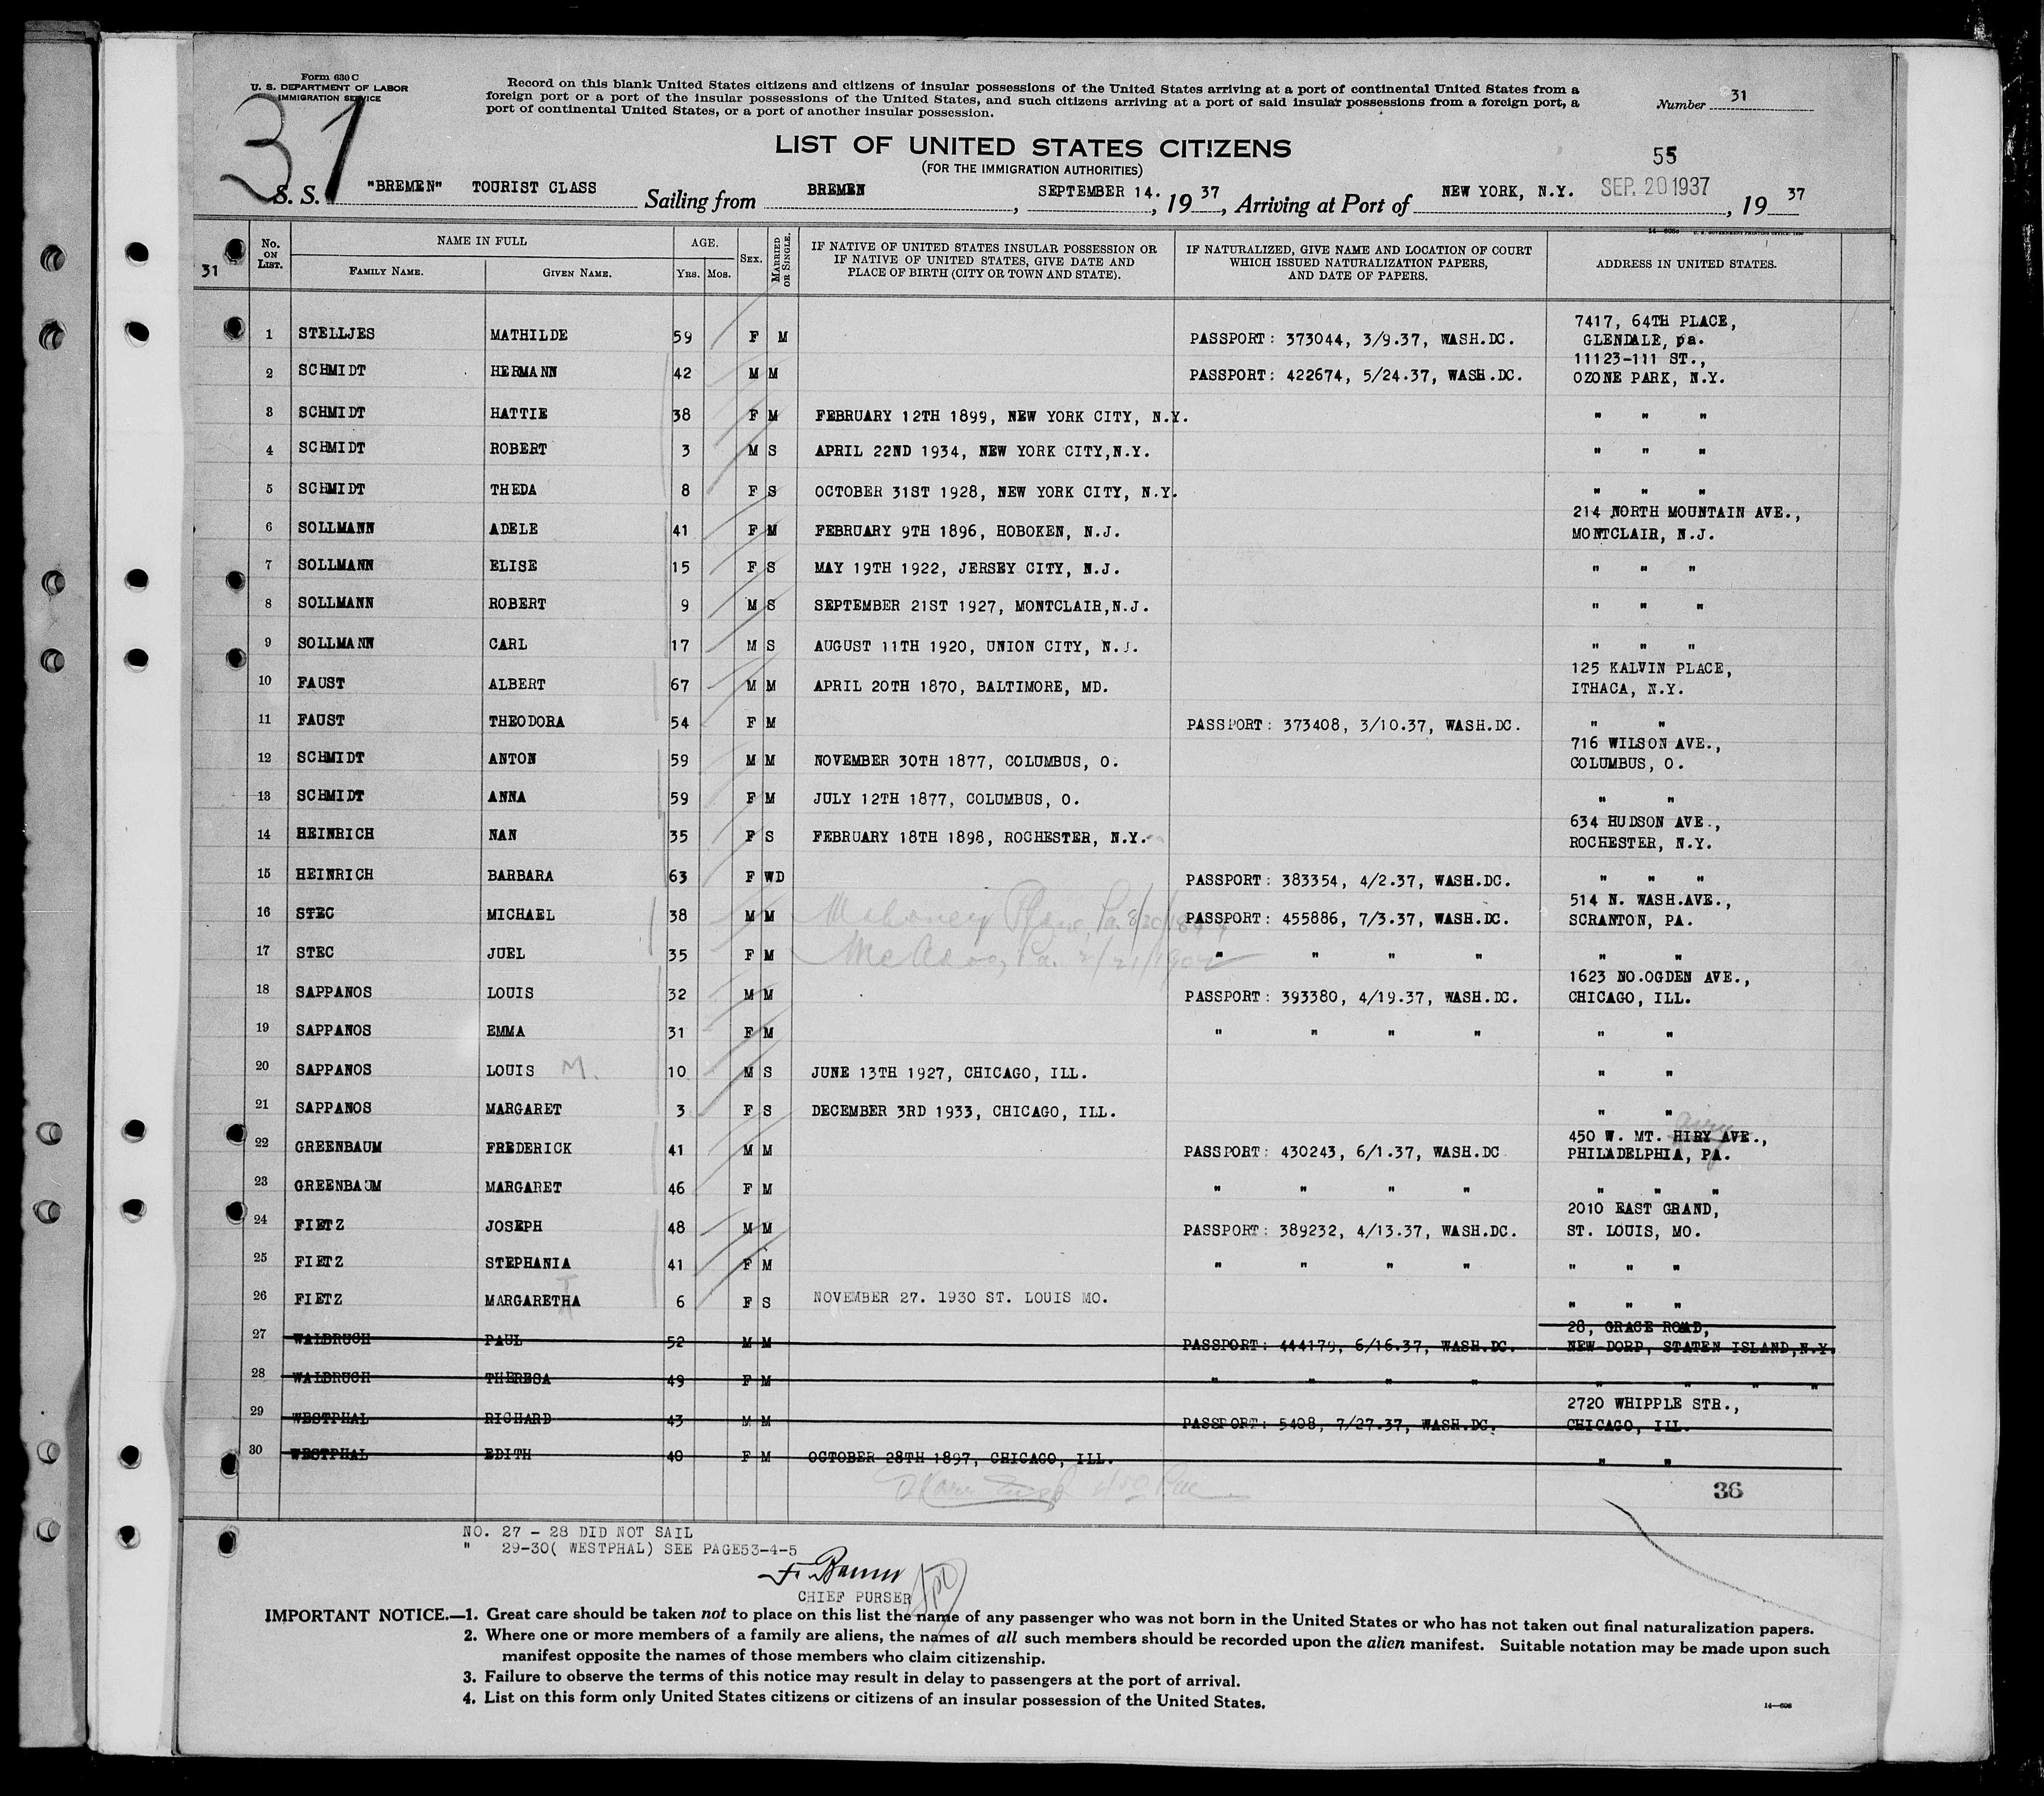 Form 630 C
U. S. DEPARTMENT OF LABOR
IMMIGRATION SERVICE
31
Record on this blank United States citizens and citizens of insular possessions of the United States arriving at a port of continental United States from a
foreign port or a port of the insular possessions of the United States, and such citizens arriving at a port of said insular possessions from a foreign port, a
port of continental United States, or a port of another insular possession.
Number 31
LIST OF UNITED STATES CITIZENS
(FOR THE IMMIGRATION AUTHORITIES)
55
S. S. "BREMEN" TOURIST CLASS Sailing from BREMEN, SEPTEMBER 14., 1937, Arriving at Port of NEW YORK, N.Y. SEP. 20 1937, 1937
31
No. ON LIST. NAME IN FULL FAMILY NAME. GIVEN NAME. AGE. YRS. MOS. SEX. MARRIED OR SINGLE. IF NATIVE OF UNITED STATES INSULAR POSSESSION OR IF NATIVE OF UNITED STATES, GIVE DATE AND PLACE OF BIRTH (CITY OR TOWN AND STATE). IF NATURALIZED, GIVE NAME AND LOCATION OF COURT WHICH ISSUED NATURALIZATION PAPERS, AND DATE OF PAPERS. ADDRESS IN UNITED STATES.
1 STELLJES MATHILDE 59 F M PASSPORT: 373044, 3/9.37, WASH.DC. 7417, 64TH PLACE, GLENDALE, pa.
2 SCHMIDT HERMANN 42 M M PASSPORT: 422674, 5/24.37, WASH.DC. 11123-111 ST., OZONE PARK, N.Y.
3 SCHMIDT HATTIE 38 F M FEBRUARY 12TH 1899, NEW YORK CITY, N.Y. " " "
4 SCHMIDT ROBERT 3 M S APRIL 22ND 1934, NEW YORK CITY,N.Y. " " "
5 SCHMIDT THEDA 8 F S OCTOBER 31ST 1928, NEW YORK CITY, N.Y. " " "
6 SOLLMANN ADELE 41 F M FEBRUARY 9TH 1896, HOBOKEN, N.J. 214 NORTH MOUNTAIN AVE., MONTCLAIR, N.J.
7 SOLLMANN ELISE 15 F S MAY 19TH 1922, JERSEY CITY, N.J. " " "
8 SOLLMANN ROBERT 9 M S SEPTEMBER 21ST 1927, MONTCLAIR,N.J. " " "
9 SOLLMANN CARL 17 M S AUGUST 11TH 1920, UNION CITY, N.J. " " "
10 FAUST ALBERT 67 M M APRIL 20TH 1870, BALTIMORE, MD. 125 KALVIN PLACE, ITHACA, N.Y.
11 FAUST THEODORA 54 F M PASSPORT: 373408, 3/10.37, WASH.DC. " "
12 SCHMIDT ANTON 59 M M NOVEMBER 30TH 1877, COLUMBUS, O. 716 WILSON AVE., COLUMBUS, O.
13 SCHMIDT ANNA 59 F M JULY 12TH 1877, COLUMBUS, O. " "
14 HEINRICH NAN 35 F S FEBRUARY 18TH 1898, ROCHESTER, N.Y. 634 HUDSON AVE., ROCHESTER, N.Y.
15 HEINRICH BARBARA 63 F WD PASSPORT: 383354, 4/2.37, WASH.DC. " " "
16 STEC MICHAEL 38 M M Mahoney Plane, Pa. PASSPORT: 455886, 7/3.37, WASH.DC. 514 N. WASH.AVE., SCRANTON, PA.
17 STEC JUEL 35 F M McAdoo, Pa. 2/21/1902 " " " " " "
18 SAPPANOS LOUIS 32 M M PASSPORT: 393380, 4/19.37, WASH.DC. 1623 NO.OGDEN AVE., CHICAGO, ILL.
19 SAPPANOS EMMA 31 F M " " " " " "
20 SAPPANOS LOUIS M. 10 M S JUNE 13TH 1927, CHICAGO, ILL. " "
21 SAPPANOS MARGARET 3 F S DECEMBER 3RD 1933, CHICAGO, ILL. " "
22 GREENBAUM FREDERICK 41 M M PASSPORT: 430243, 6/1.37, WASH.DC 450 W. MT. HIRY AVE., airy PHILADELPHIA, PA.
23 GREENBAUM MARGARET 46 F M " " " " " " "
24 FIETZ JOSEPH 48 M M PASSPORT: 389232, 4/13.37, WASH.DC. 2010 EAST GRAND, ST. LOUIS, MO.
25 FIETZ STEPHANIA 41 F M " " " " " " "
26 FIETZ MARGARETHA 6 F S NOVEMBER 27. 1930 ST. LOUIS MO. " " "
27 WALBRUCH PAUL 52 M M PASSPORT: 444179, 6/16.37, WASH.DC. 28, GRACE ROAD, NEW-DORP, STATEN ISLAND,N.Y.
28 WALBRUCH THERESA 49 F M " " " " " " " "
29 WESTPHAL RICHARD 43 M M PASSPORT: 5408, 7/27.37, WASH.DC. 2720 WHIPPLE STR., CHICAGO, ILL.
30 WESTPHAL EDITH 40 F M OCTOBER 28TH 1897, CHICAGO, ILL. " "
36
NO. 27 - 28 DID NOT SAIL
" 29-30( WESTPHAL) SEE PAGE53-4-5
CHIEF PURSER
IMPORTANT NOTICE.—1. Great care should be taken not to place on this list the name of any passenger who was not born in the United States or who has not taken out final naturalization papers.
2. Where one or more members of a family are aliens, the names of all such members should be recorded upon the alien manifest. Suitable notation may be made upon such
manifest opposite the names of those members who claim citizenship.
3. Failure to observe the terms of this notice may result in delay to passengers at the port of arrival.
4. List on this form only United States citizens or citizens of an insular possession of the United States.
14—608